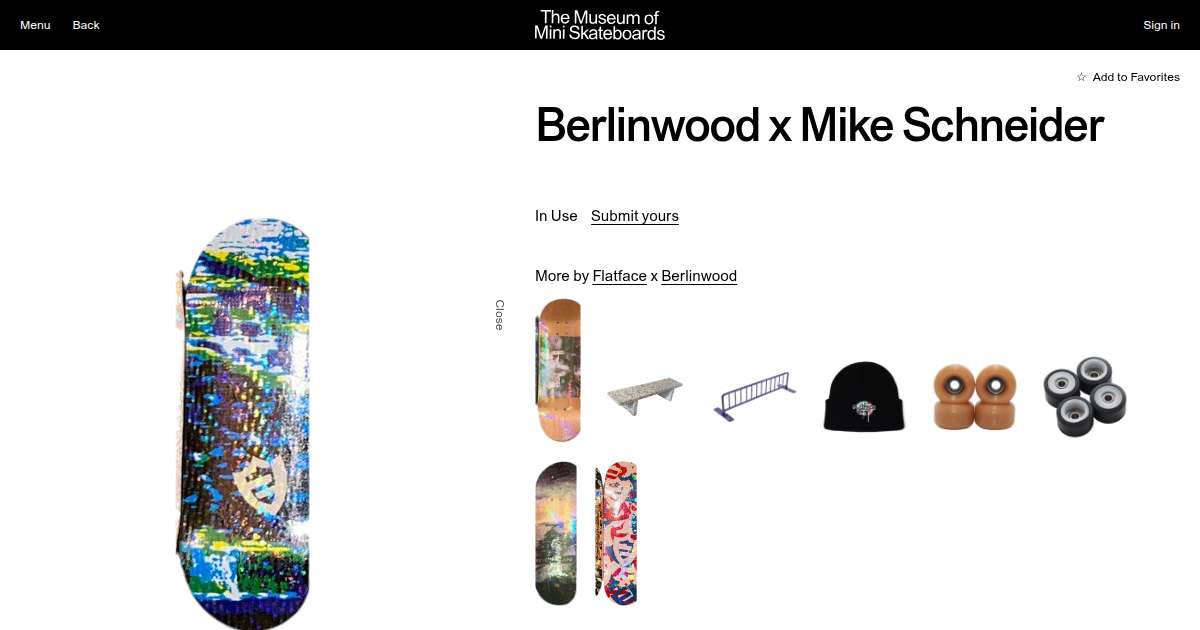 Menu
Back
The Museum of
Mini Skateboards
Sign in
☆ Add to Favorites
Berlinwood x Mike Schneider
In Use Submit yours
More by Flatface x Berlinwood
Close